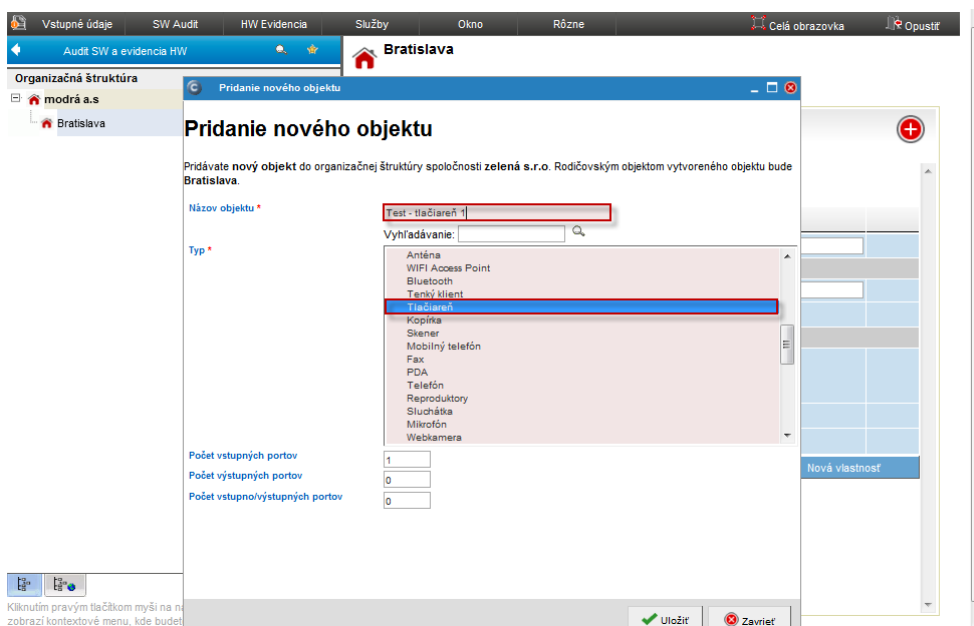 Vstupné údaje SW Audit HW Evidencia Služby Okno Rôzne Celá obrazovka Opustiť
Audit SW a evidencia HW
Bratislava
Organizačná štruktúra
modrá a.s
Bratislava
Pridanie nového objektu
Pridanie nového objektu
Pridávate nový objekt do organizačnej štruktúry spoločnosti zelená s.r.o. Rodičovským objektom vytvoreného objektu bude
Bratislava.
Názov objektu *
Test - tlačiareň 1
Vyhľadávanie:
Typ *
Anténa
WIFI Access Point
Bluetooth
Tenký klient
Tlačiareň
Kopírka
Skener
Mobilný telefón
Fax
PDA
Telefón
Reproduktory
Sluchátka
Mikrofón
Webkamera
Počet vstupných portov
1
Počet výstupných portov
0
Počet vstupno/výstupných portov
0
Nová vlastnosť
Kliknutím pravým tlačítkom myši na
zobrazí kontextové menu, kde
Uložiť Zavrieť